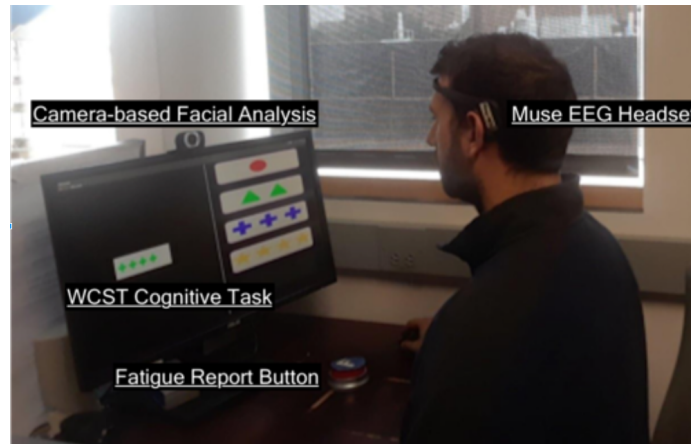 Camera-based Facial Analysis
Muse EEG Headse
WCST Cognitive Task
Fatigue Report Button